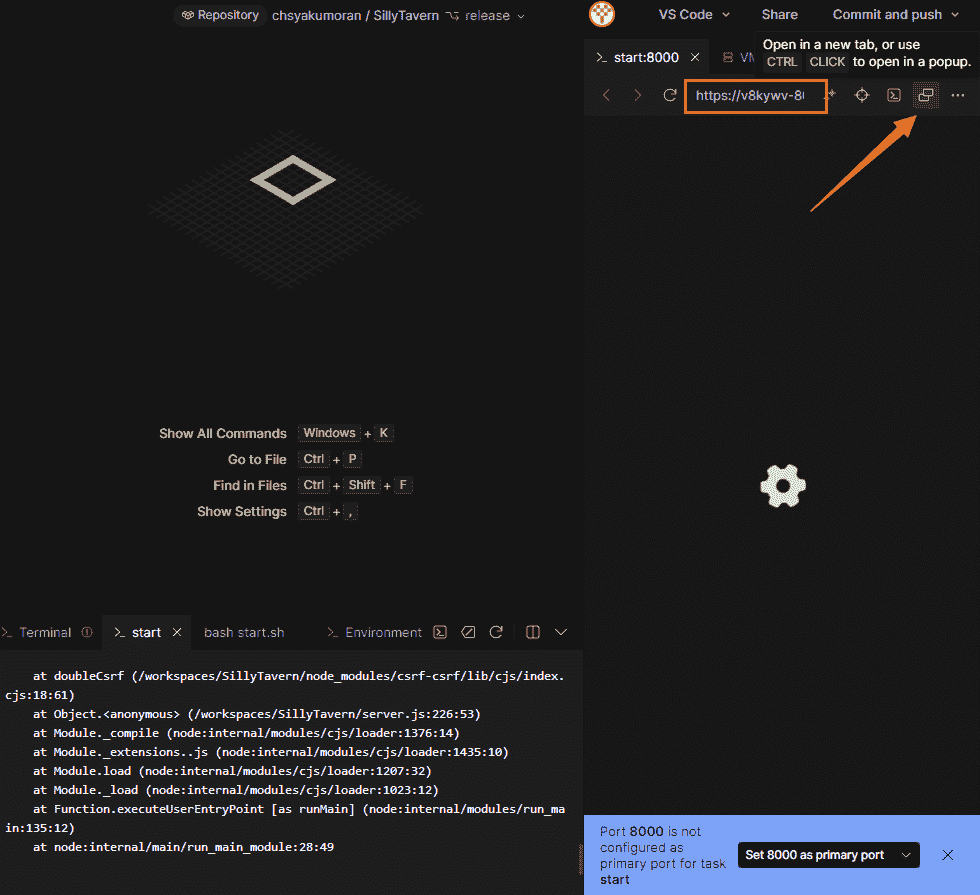 Repository chsyakumoran / SillyTavern release
VS Code Share Commit and push
start:8000
Open in a new tab, or use
CTRL CLICK to open in a popup.
https://v8kywv-8
Show All Commands Windows + K
Go to File Ctrl + P
Find in Files Ctrl + Shift + F
Show Settings Ctrl + ,
Terminal start bash start.sh Environment
at doubleCsrf (/workspaces/SillyTavern/node_modules/csrf-csrf/lib/cjs/index.
cjs:18:61)
at Object.<anonymous> (/workspaces/SillyTavern/server.js:226:53)
at Module._compile (node:internal/modules/cjs/loader:1376:14)
at Module._extensions..js (node:internal/modules/cjs/loader:1435:10)
at Module.load (node:internal/modules/cjs/loader:1207:32)
at Module._load (node:internal/modules/cjs/loader:1023:12)
at Function.executeUserEntryPoint [as runMain] (node:internal/modules/run_ma
in:135:12)
at node:internal/main/run_main_module:28:49
Port 8000 is not
configured as
primary port for task
start
Set 8000 as primary port